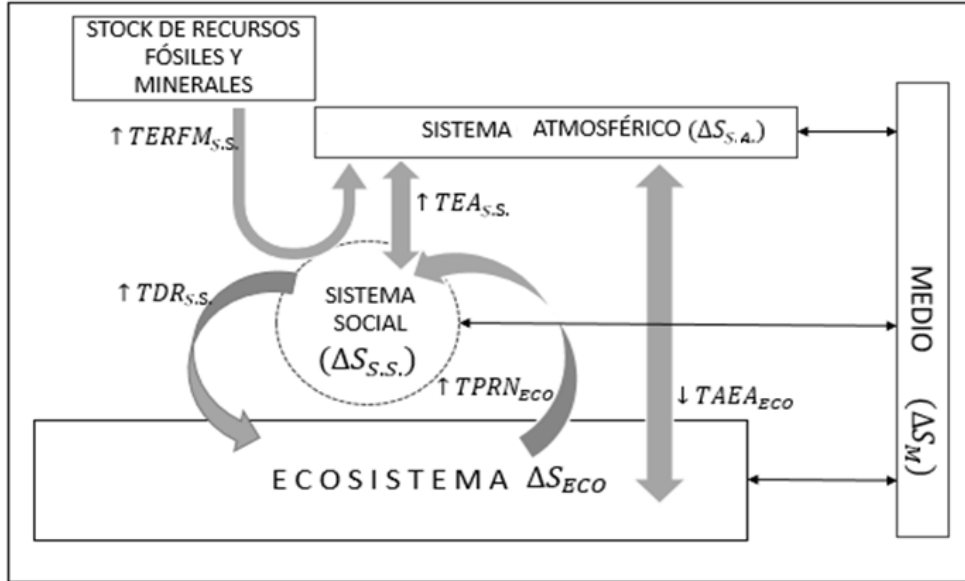 STOCK DE RECURSOS
FÓSILES Y
MINERALES
↑ TERFM_S.S.
SISTEMA ATMOSFÉRICO (ΔS_S.A.)
↑ TEA_S.S.
↑ TDR_S.S.
SISTEMA
SOCIAL
(ΔS_S.S.)
↑ TPRN_ECO
↓ TAEA_ECO
ECOSISTEMA ΔS_ECO
MEDIO (ΔS_M)